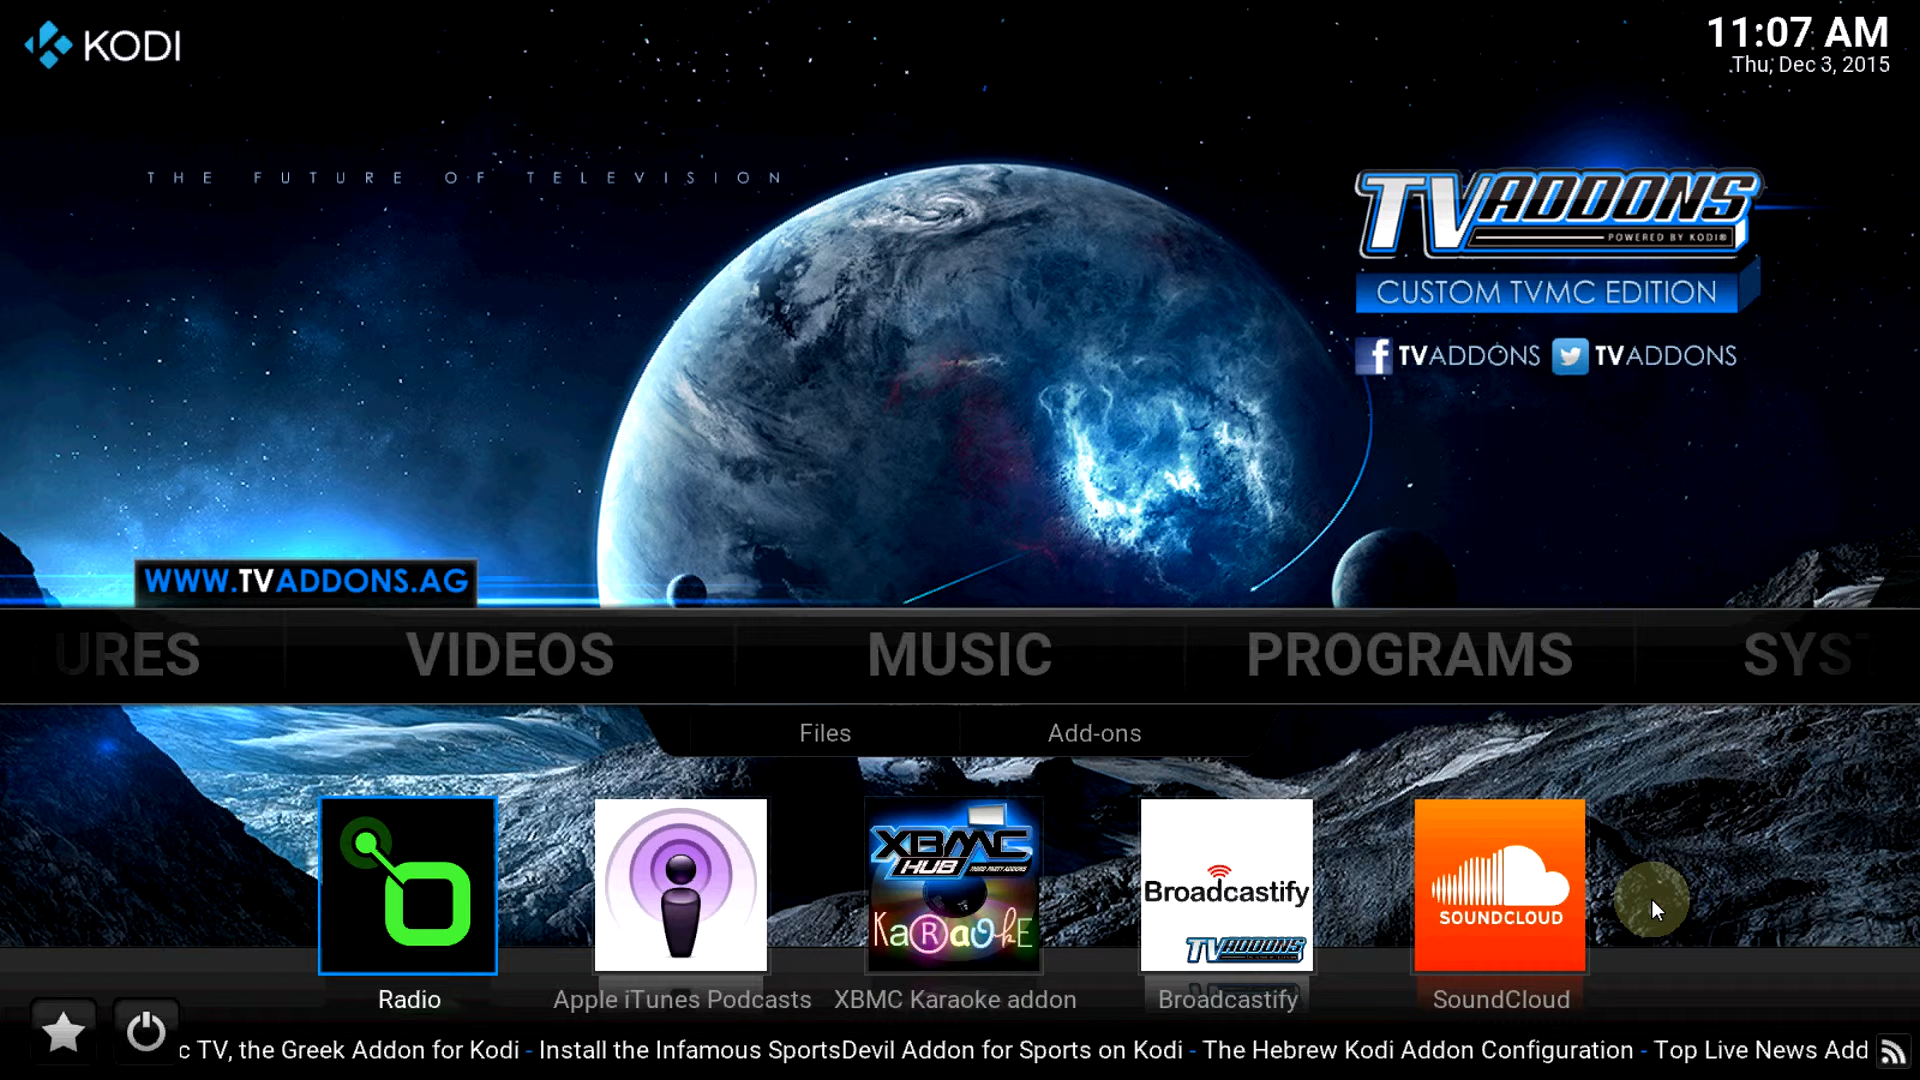 KODI
11:07 AM
Thu, Dec 3, 2015
THE FUTURE OF TELEVISION
TVADDONS
POWERED BY KODI®
CUSTOM TVMC EDITION
f TVADDONS TVADDONS
WWW.TVADDONS.AG
URES VIDEOS MUSIC PROGRAMS SYST
Files Add-ons
XBMC
HUB
KaRaOkE
Broadcastify
TVADDONS
SOUNDCLOUD
Radio Apple iTunes Podcasts XBMC Karaoke addon Broadcastify SoundCloud
c TV, the Greek Addon for Kodi - Install the Infamous SportsDevil Addon for Sports on Kodi - The Hebrew Kodi Addon Configuration - Top Live News Add